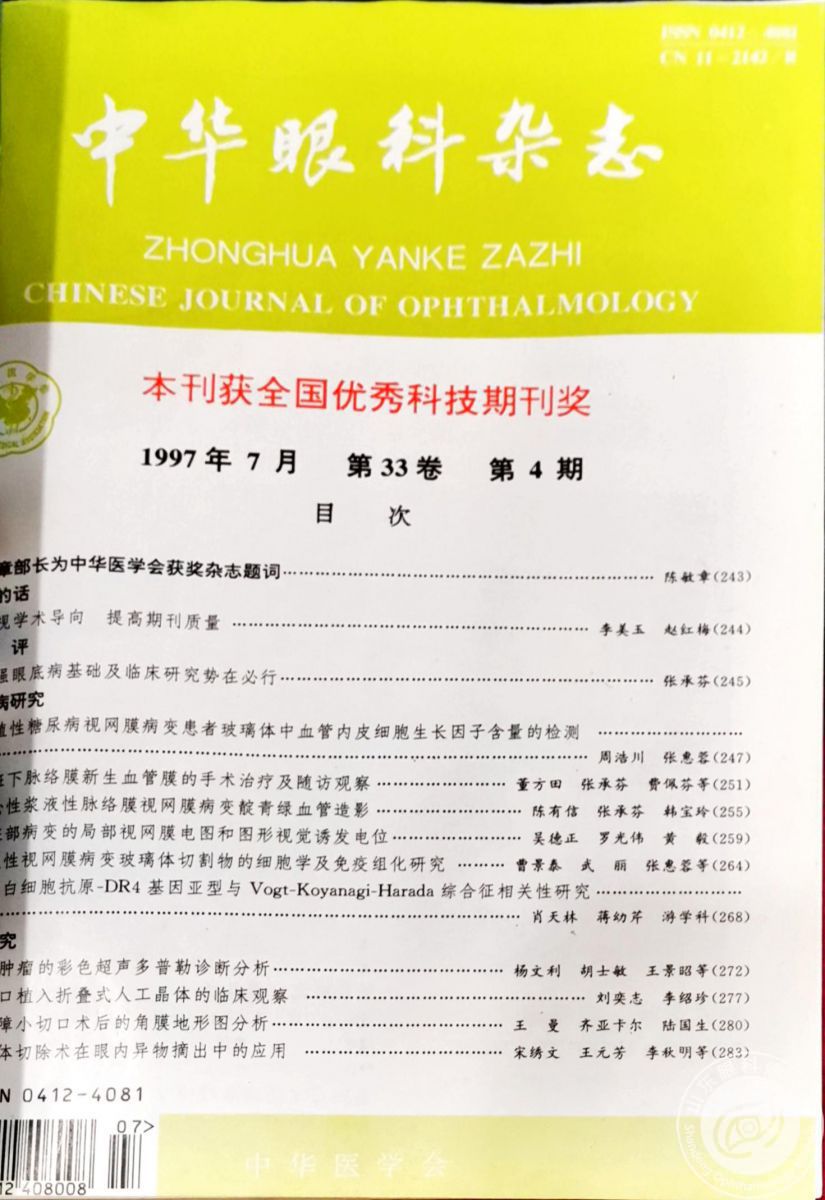 ISSN 0412-4081
CN 11-2142/R
中华眼科杂志
ZHONGHUA YANKE ZAZHI
CHINESE JOURNAL OF OPHTHALMOLOGY
本刊获全国优秀科技期刊奖
1997年 7月 第33卷 第4期
目 次
章部长为中华医学会获奖杂志题词……陈敏章(243)
的话
视学术导向 提高期刊质量……李美玉 赵红梅(244)
评
强眼底病基础及临床研究势在必行……张承芬(245)
病研究
殖性糖尿病视网膜病变患者玻璃体中血管内皮细胞生长因子含量的检测……
……周浩川 张惠蓉(247)
斑下脉络膜新生血管膜的手术治疗及随访观察……董方田 张承芬 费佩芬等(251)
性浆液性脉络膜视网膜病变靛青绿血管造影……陈有信 张承芬 韩宝玲(255)
部病变的局部视网膜电图和图形视觉诱发电位……吴德正 罗光伟 黄毅(259)
性视网膜病变玻璃体切割物的细胞学及免疫组化研究……曹景泰 武丽 张惠蓉等(264)
白细胞抗原-DR4基因亚型与Vogt-Koyanagi-Harada综合征相关性研究……
……肖天林 蒋幼芹 游学科(268)
究
肿瘤的彩色超声多普勒诊断分析……杨文利 胡士敏 王景昭等(272)
口植入折叠式人工晶体的临床观察……刘奕志 李绍珍(277)
障小切口术后的角膜地形图分析……王曼 齐亚卡尔 陆国生(280)
体切除术在眼内异物摘出中的应用……宋绣文 王元芳 李秋明等(283)
N 0412-4081
07>
12 408008
中华医学会